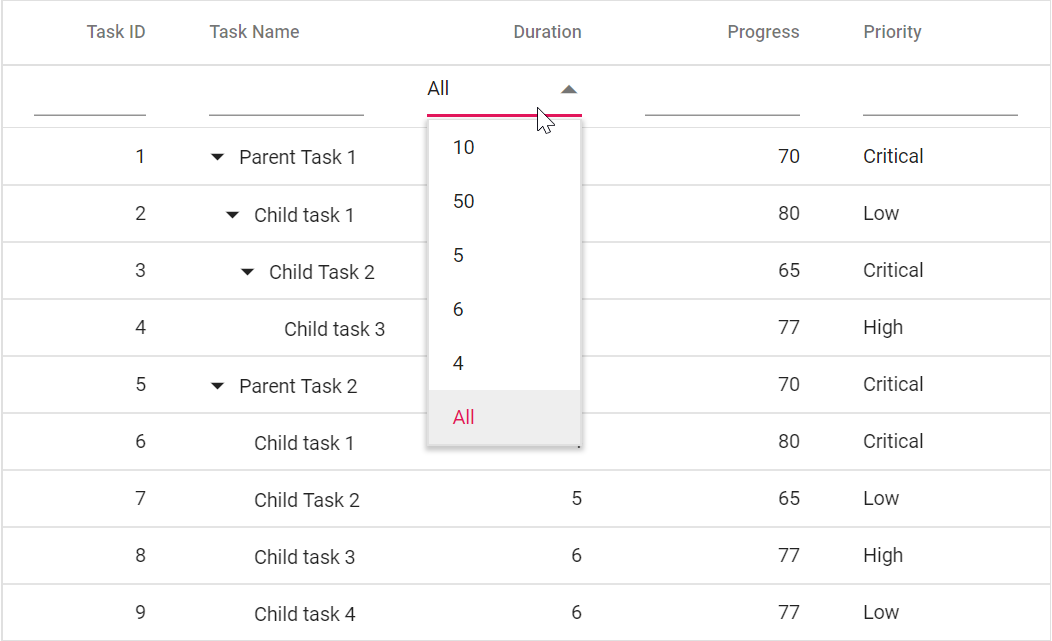 Task ID Task Name Duration Progress Priority
All
1 Parent Task 1 70 Critical
10
50
2 Child task 1 80 Low
5
3 Child Task 2 65 Critical
6
4 Child task 3 77 High
4
5 Parent Task 2 70 Critical
All
6 Child task 1 80 Critical
7 Child Task 2 5 65 Low
8 Child task 3 6 77 High
9 Child task 4 6 77 Low